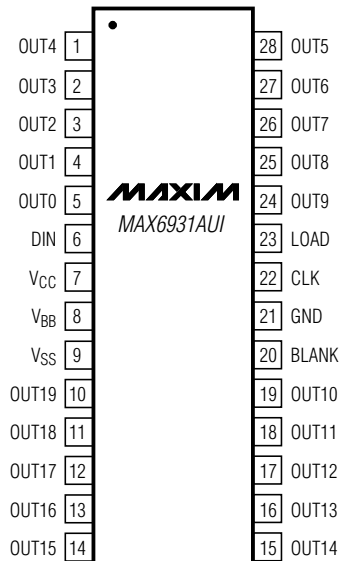 OUT4 1 28 OUT5
OUT3 2 27 OUT6
OUT2 3 26 OUT7
OUT1 4 25 OUT8
OUT0 5 MAXIM 24 OUT9
DIN 6 MAX6931AUI 23 LOAD
VCC 7 22 CLK
VBB 8 21 GND
VSS 9 20 BLANK
OUT19 10 19 OUT10
OUT18 11 18 OUT11
OUT17 12 17 OUT12
OUT16 13 16 OUT13
OUT15 14 15 OUT14